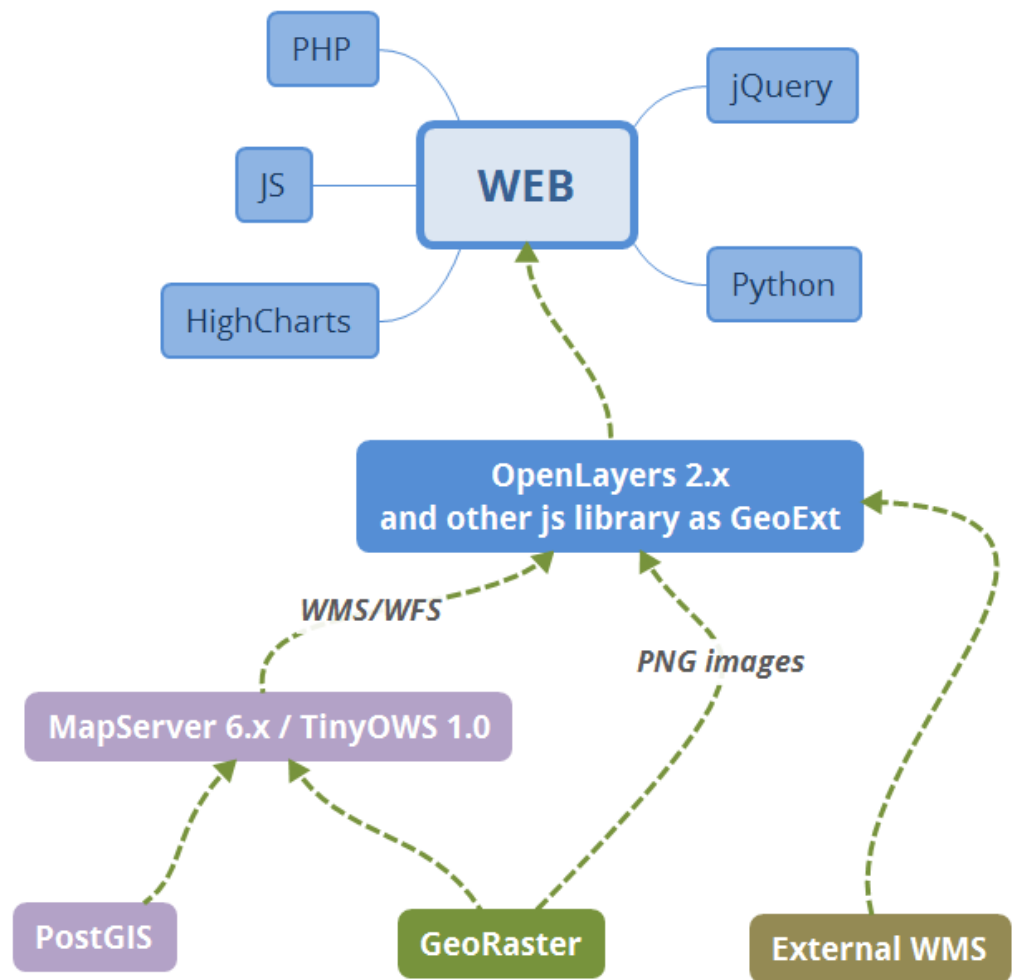 PHP
jQuery
WEB
JS
Python
HighCharts
OpenLayers 2.x
and other js library as GeoExt
WMS/WFS
PNG images
MapServer 6.x / TinyOWS 1.0
PostGIS
GeoRaster
External WMS